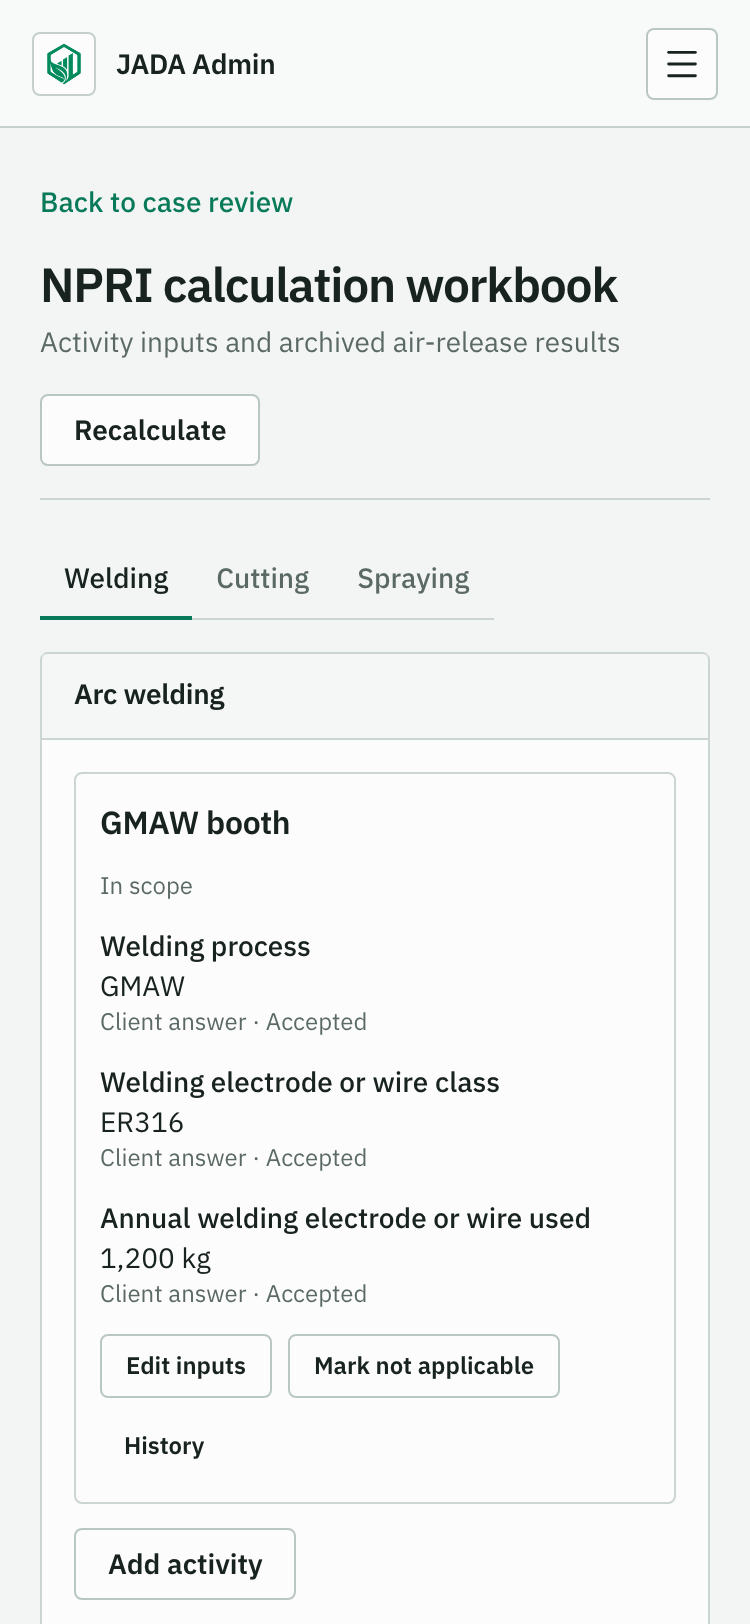 JADA Admin
Back to case review
NPRI calculation workbook
Activity inputs and archived air-release results
Recalculate
Welding Cutting Spraying
Arc welding
GMAW booth
In scope
Welding process
GMAW
Client answer · Accepted
Welding electrode or wire class
ER316
Client answer · Accepted
Annual welding electrode or wire used
1,200 kg
Client answer · Accepted
Edit inputs Mark not applicable
History
Add activity